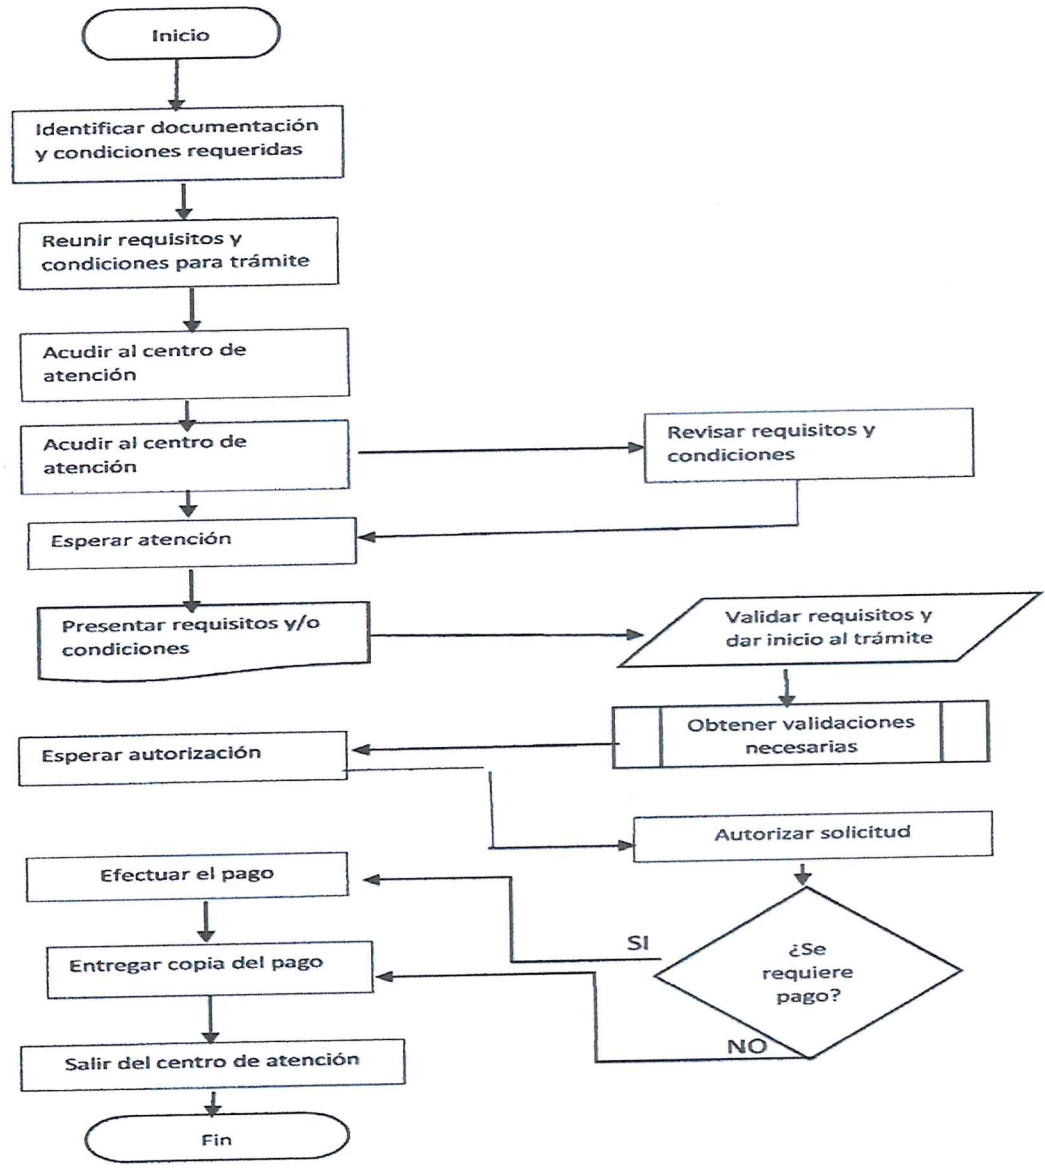 Inicio
Identificar documentación
y condiciones requeridas
Reunir requisitos y
condiciones para trámite
Acudir al centro de
atención
Acudir al centro de
atención
Revisar requisitos y
condiciones
Esperar atención
Presentar requisitos y/o
condiciones
Validar requisitos y
dar inicio al trámite
Obtener validaciones
necesarias
Esperar autorización
Autorizar solicitud
Efectuar el pago
SI
¿Se
requiere
pago?
Entregar copia del pago
NO
Salir del centro de atención
Fin